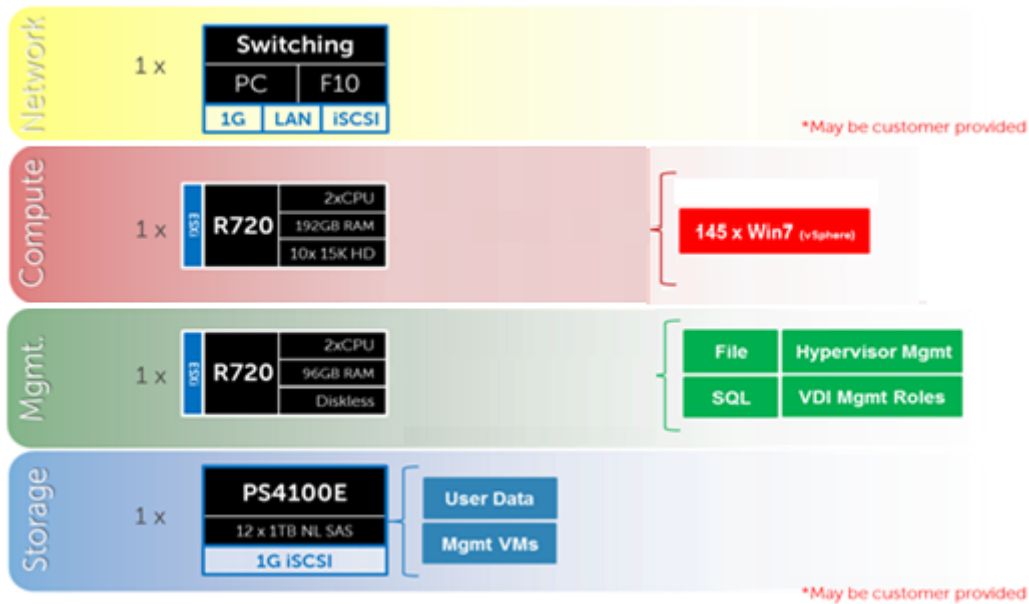 Network
1 x
Switching
PC F10
1G LAN iSCSI
*May be customer provided
Compute
1 x
ESXi
R720
2xCPU
192GB RAM
10x 15K HD
145 x Win7 (vSphere)
Mgmt.
1 x
ESXi
R720
2xCPU
96GB RAM
Diskless
File Hypervisor Mgmt
SQL VDI Mgmt Roles
Storage
1 x
PS4100E
12 x 1TB NL SAS
1G iSCSI
User Data
Mgmt VMs
*May be customer provided